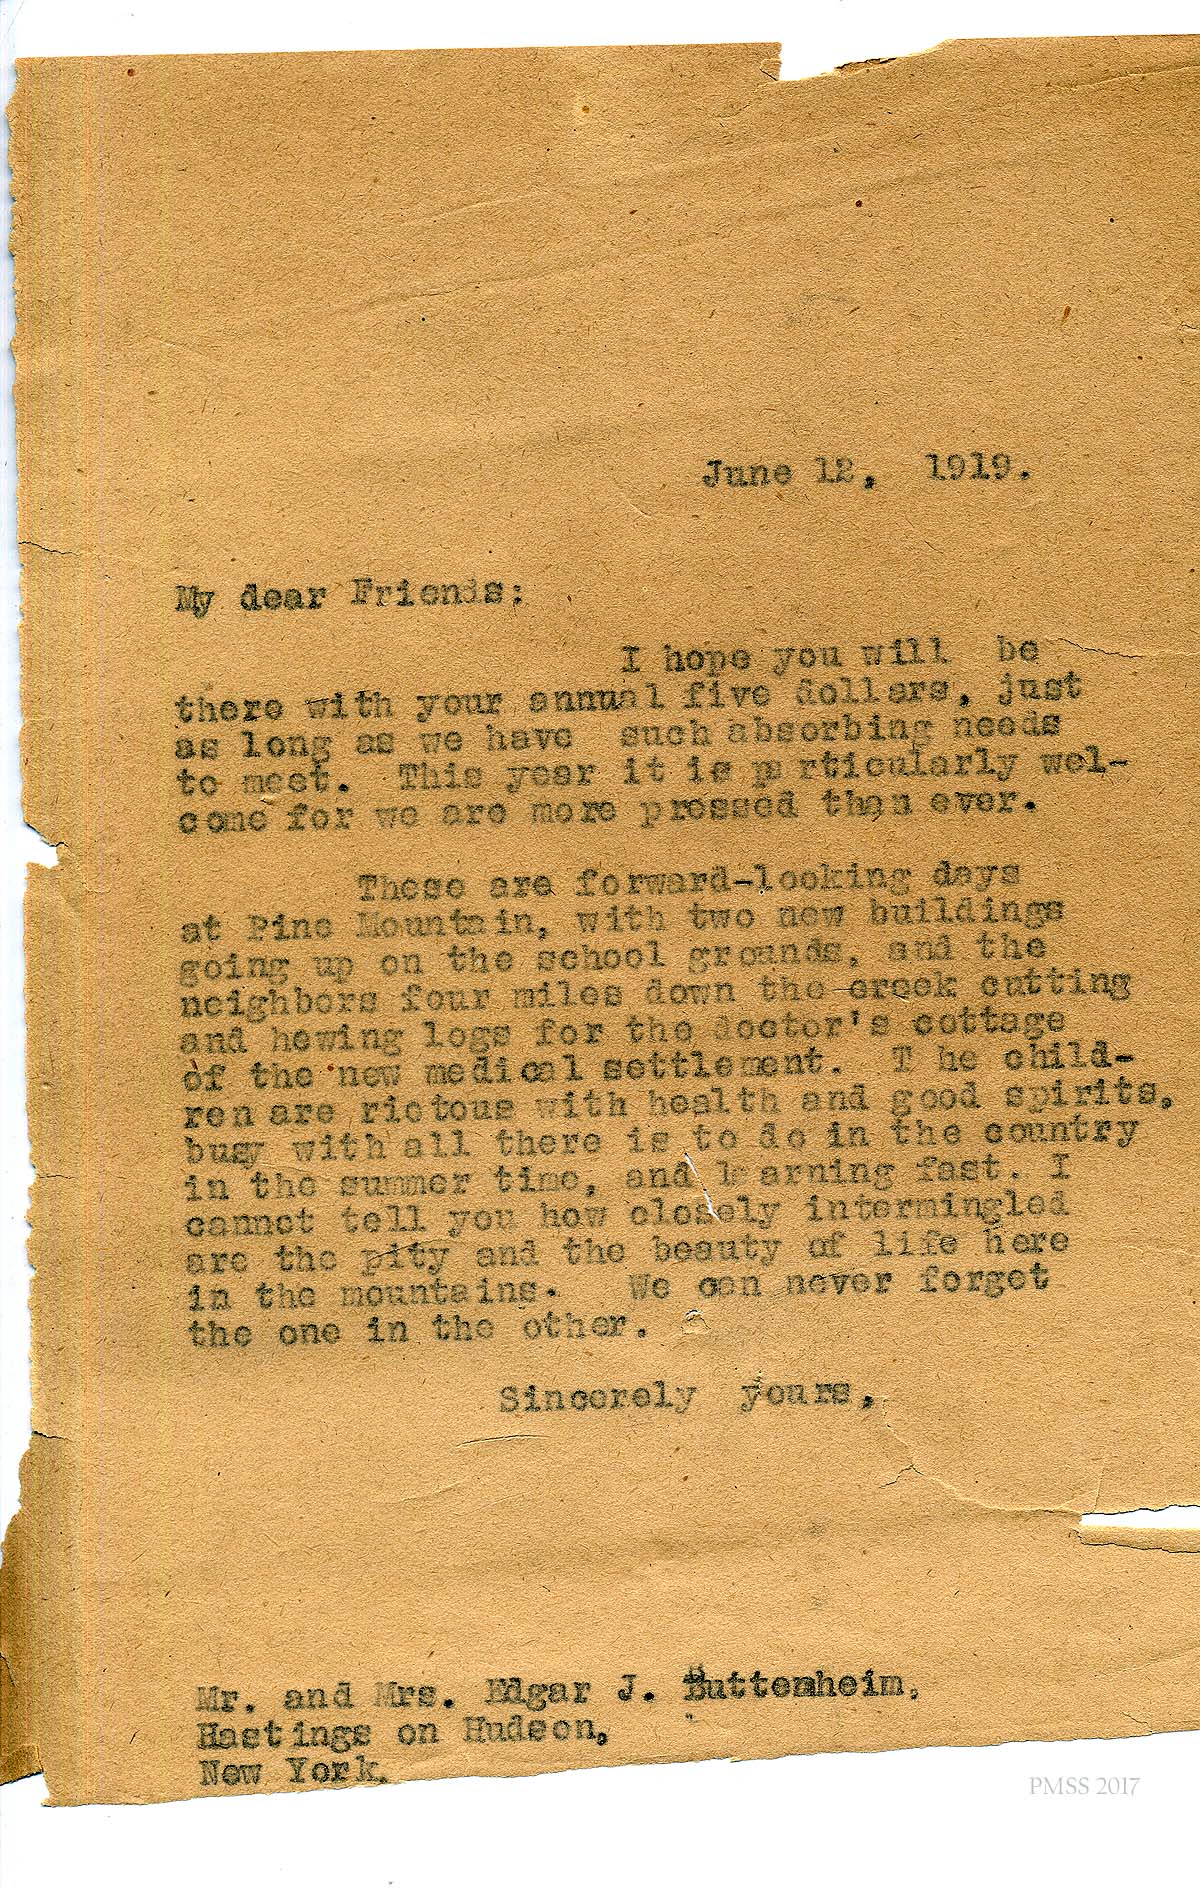 June 12, 1919.
My dear Friends:
I hope you will be
there with your annual five dollars, just
as long as we have such absorbing needs
to meet. This year it is particularly wel-
come for we are more pressed than ever.
These are forward-looking days
at Pine Mountain, with two new buildings
going up on the school grounds, and the
neighbors four miles down the creek cutting
and hewing logs for the doctor's cottage
of the new medical settlement. T he child-
ren are riotous with health and good spirits,
busy with all there is to do in the country
in the summer time, and learning fast. I
cannot tell you how closely intermingled
are the pity and the beauty of life here
in the mountains. We can never forget
the one in the other.
Sincerely yours,
Mr. and Mrs. Edgar J. Buttenheim,
Hastings on Hudson,
New York.
PMSS 2017